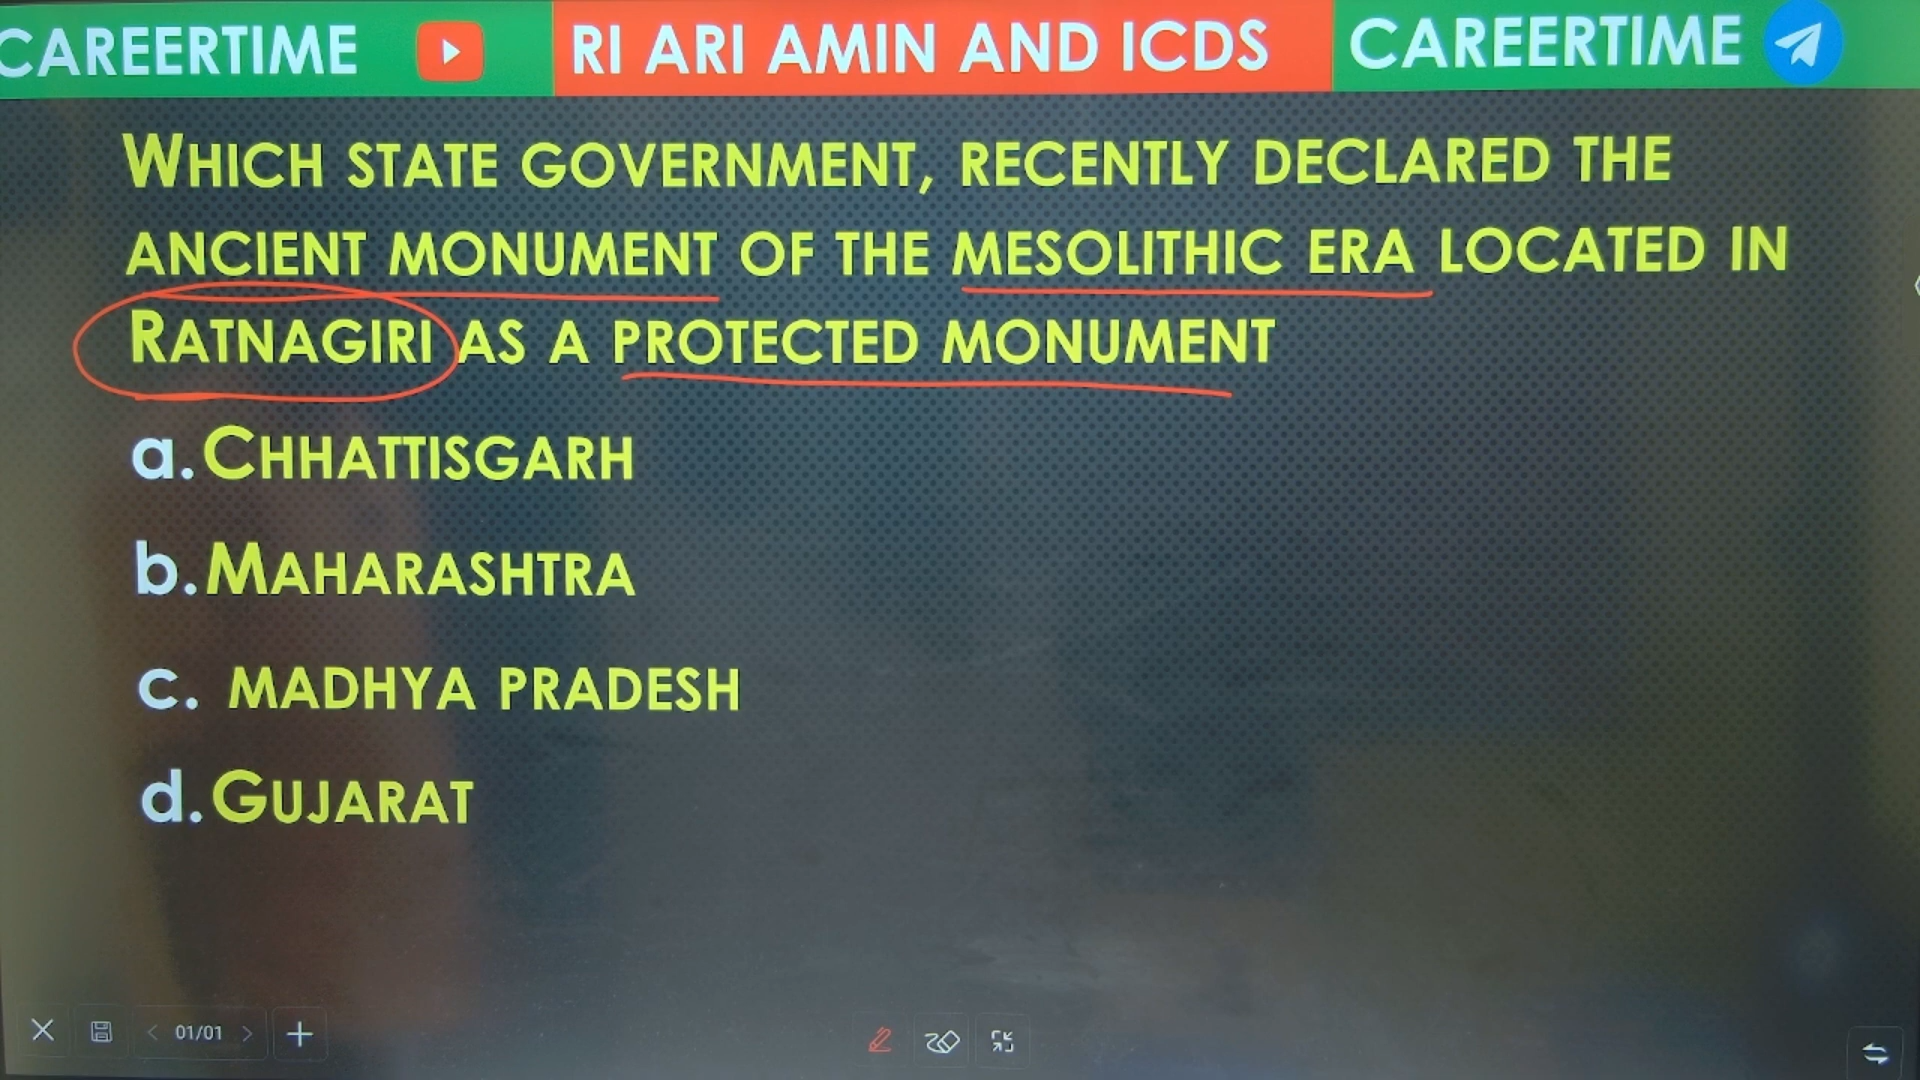 CAREERTIME RI ARI AMIN AND ICDS CAREERTIME
WHICH STATE GOVERNMENT, RECENTLY DECLARED THE
ANCIENT MONUMENT OF THE MESOLITHIC ERA LOCATED IN
RATNAGIRI AS A PROTECTED MONUMENT
a. CHHATTISGARH
b. MAHARASHTRA
c. MADHYA PRADESH
d. GUJARAT
01/01